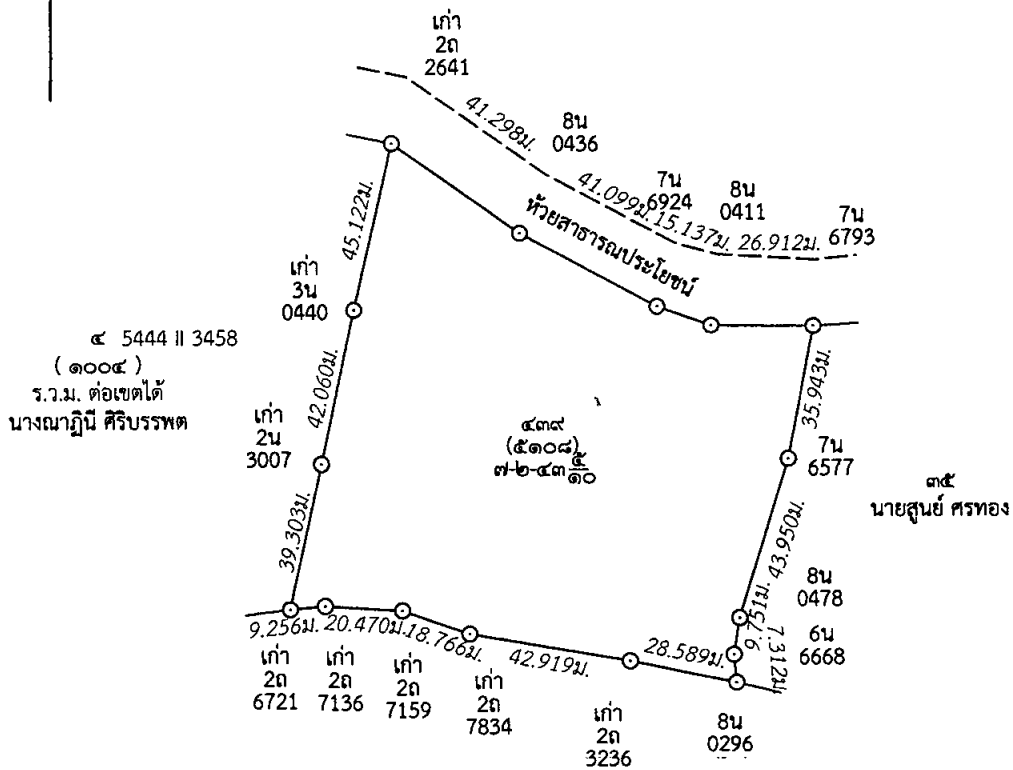 เก่า
2ถ
2641
41.298ม.
8น
0436
41.099ม.
7น
6924
15.137ม.
8น
0411
26.912ม.
7น
6793
ห้วยสาธารณประโยชน์
45.122ม.
เก่า
3น
0440
๔ 5444 II 3458
(๑๐๐๔)
ร.ว.ม. ต่อเขตได้
นางณาฏินี ศิริบรรพต
42.060ม.
เก่า
2น
3007
39.303ม.
๔๓๙
(๕๑๐๘)
๗-๒-๔๓ ๕/๑๐
35.943ม.
7น
6577
๓๕
นายสูนย์ ศรทอง
43.950ม.
8น
0478
9.751ม.
6น
6668
7.312ม.
9.256ม.
20.470ม.
18.766ม.
42.919ม.
28.589ม.
เก่า
2ถ
6721
เก่า
2ถ
7136
เก่า
2ถ
7159
เก่า
2ถ
7834
เก่า
2ถ
3236
8น
0296